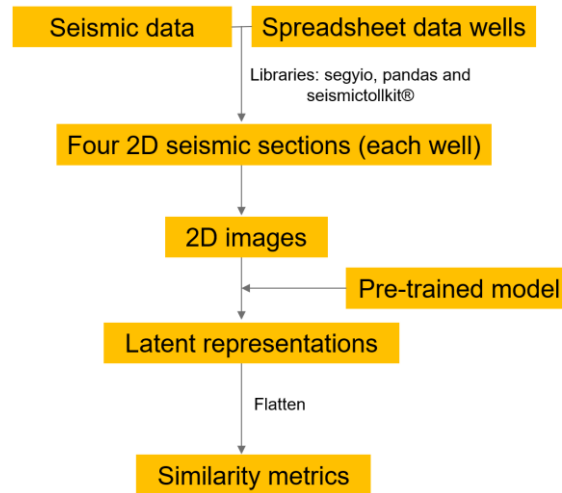 Seismic data
Spreadsheet data wells
Libraries: segyio, pandas and
seismictollkit®
Four 2D seismic sections (each well)
2D images
Pre-trained model
Latent representations
Flatten
Similarity metrics